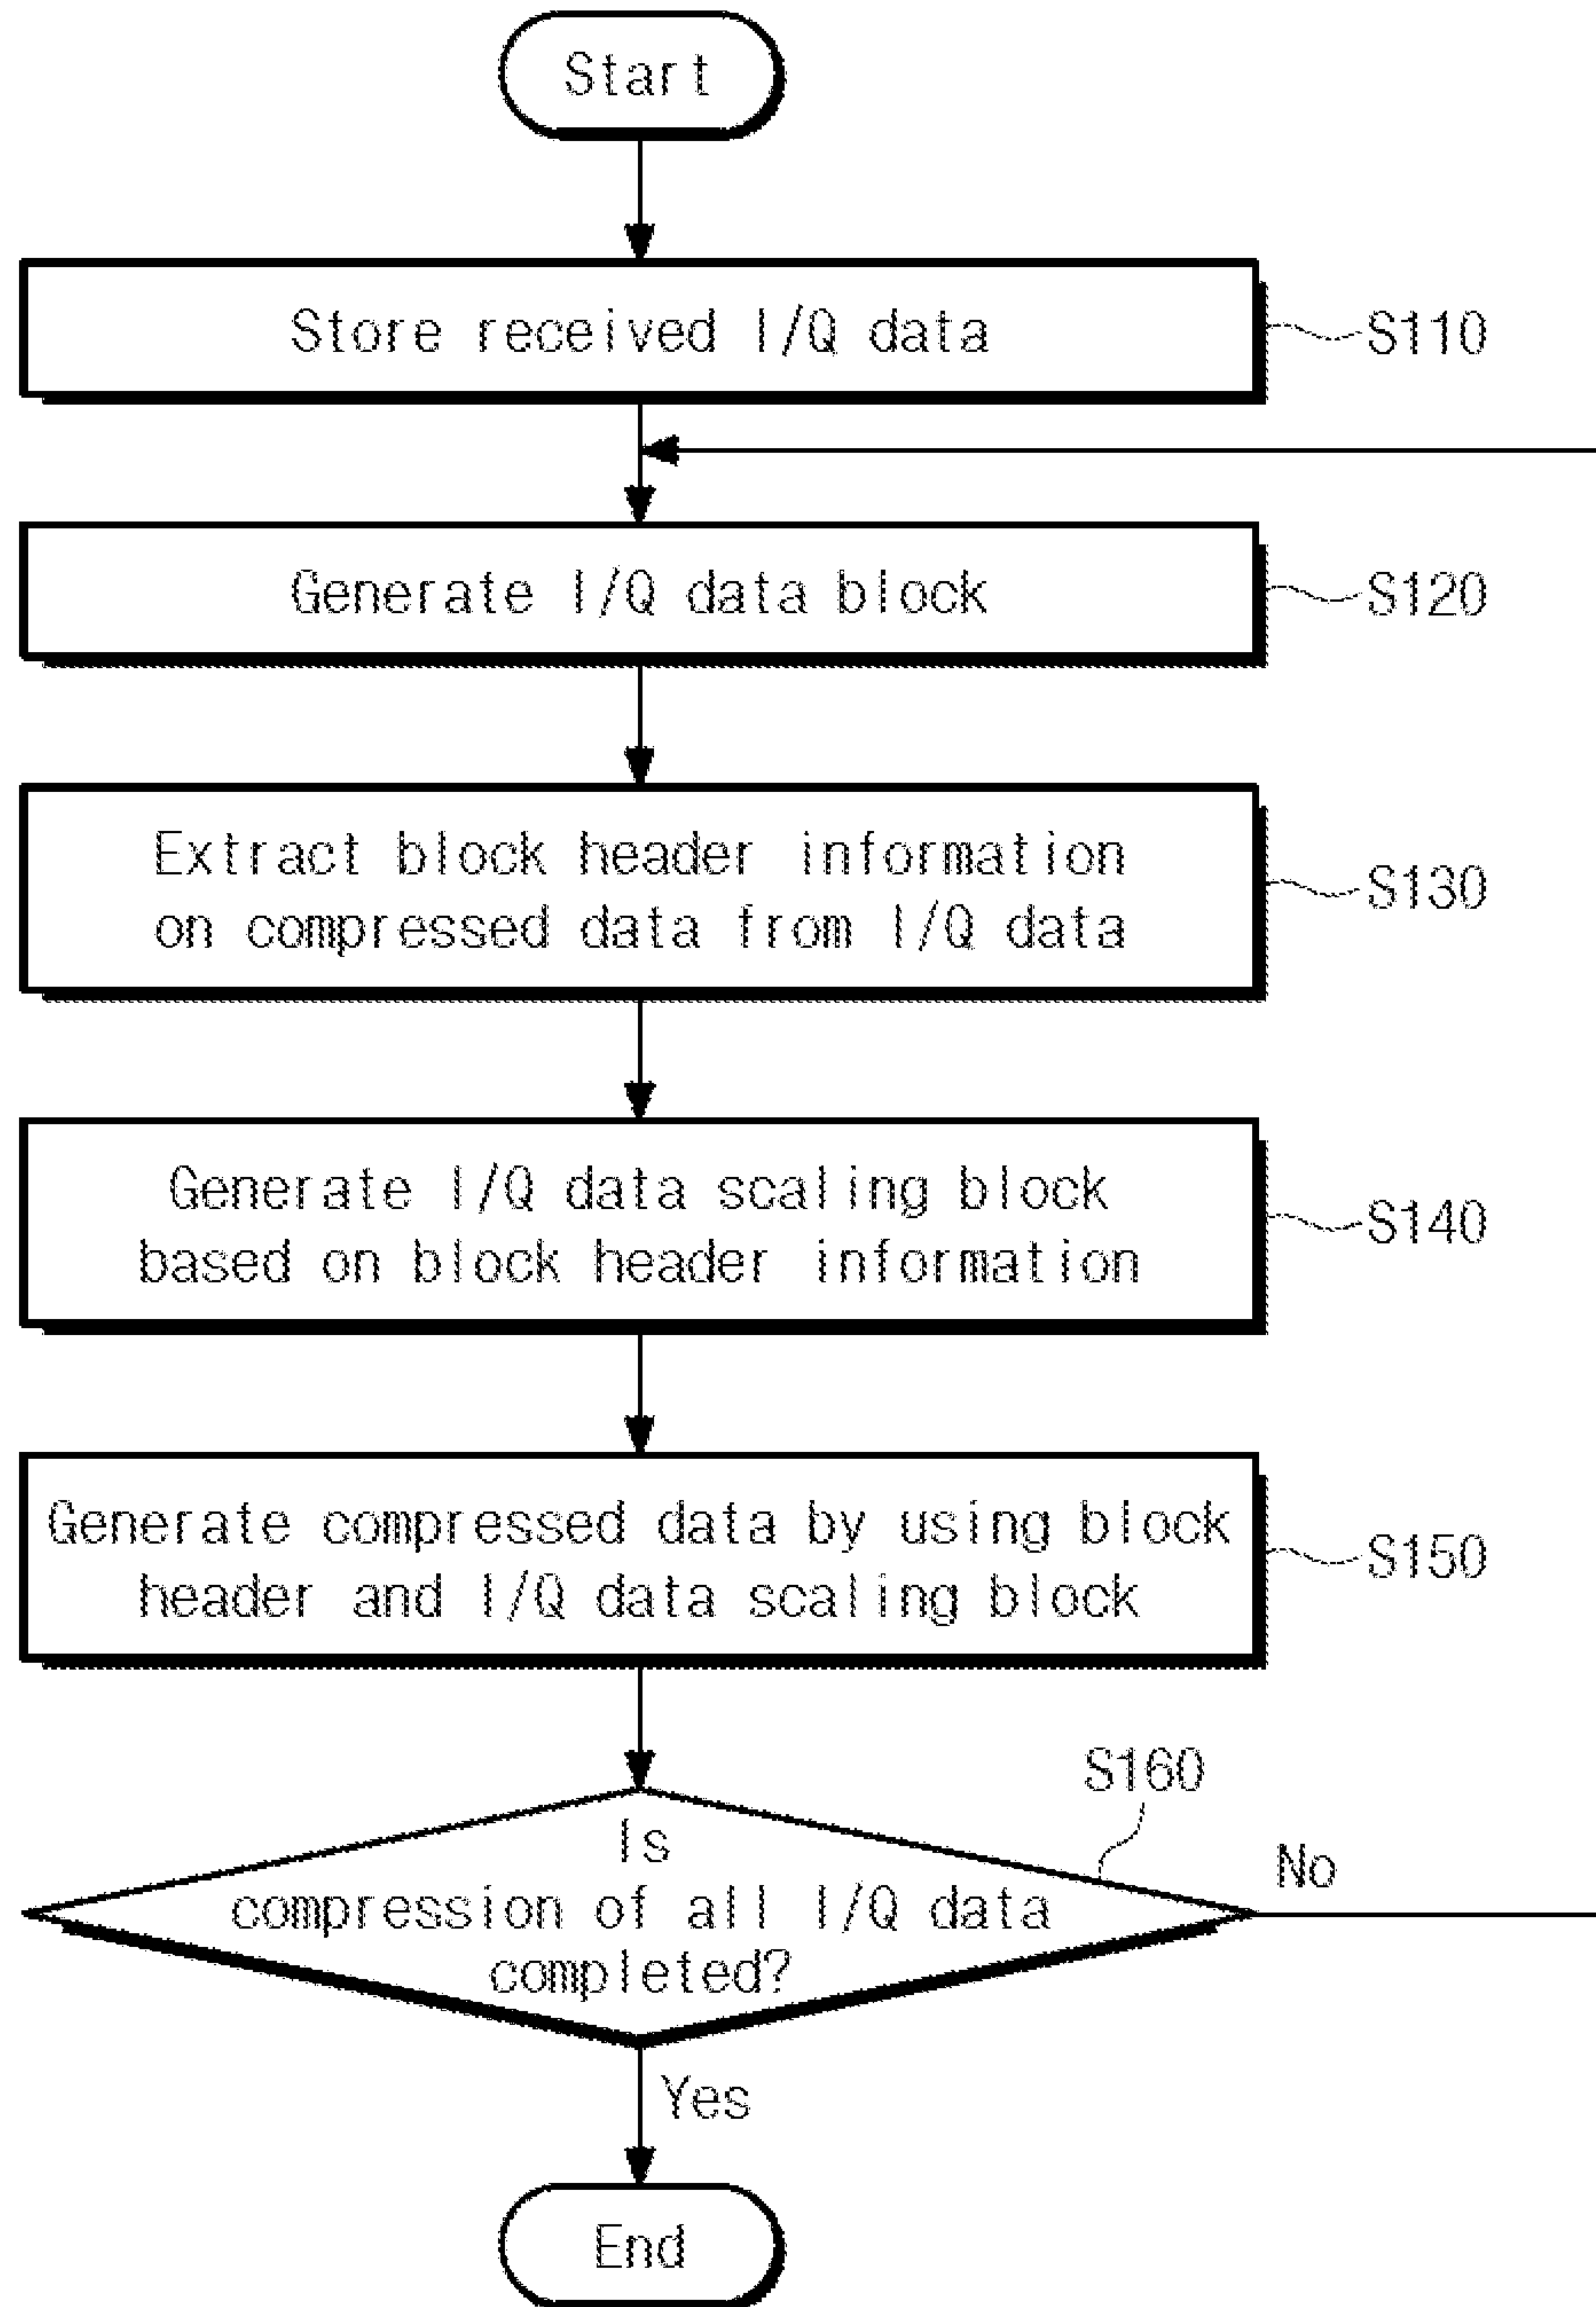 Start
Store received I/Q data
S110
Generate I/Q data block
S120
Extract block header information
on compressed data from I/Q data
S130
Generate I/Q data scaling block
based on block header information
S140
Generate compressed data by using block
header and I/Q data scaling block
S150
S160
Is
compression of all I/Q data
completed?
No
Yes
End